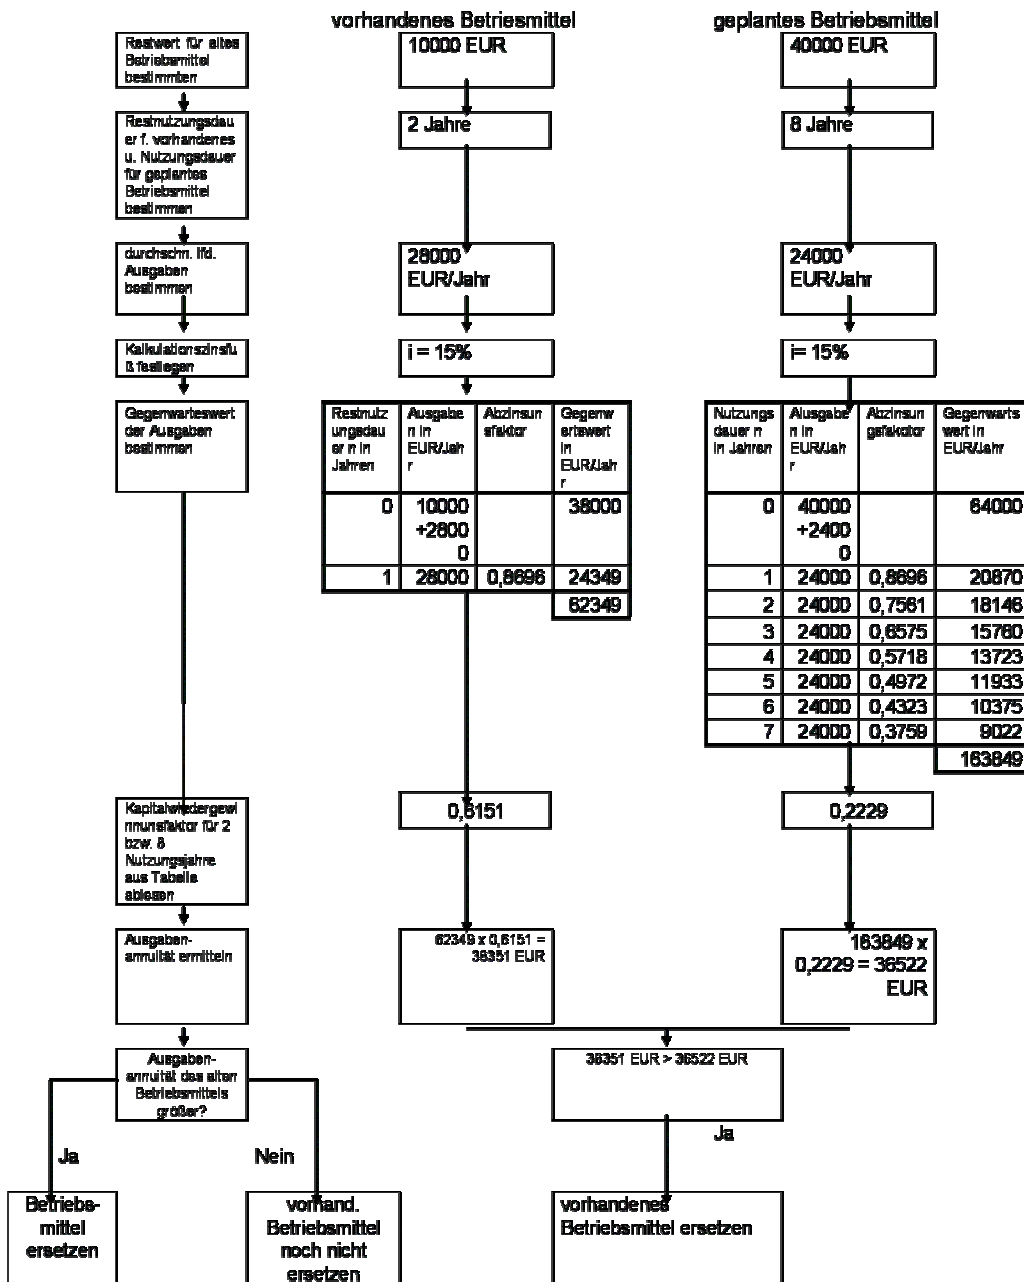 vorhandenes Betriesmittel
geplantes Betriebsmittel
Restwert für altes
Betriebsmittel
bestimmten
10000 EUR
40000 EUR
Restnutzungsdau
er f. vorhandenes
u. Nutzungsdauer
für geplantes
Betriebsmittel
bestimmen
2 Jahre
8 Jahre
durchschn. lfd.
Ausgaben
bestimmen
28000
EUR/Jahr
24000
EUR/Jahr
Kalkulationszinsfu
ß festlegen
i = 15%
i= 15%
Gegenwarteswert
der Ausgaben
bestimmen
Restnutz
ungsdau
er n in
Jahren
Ausgabe
n in
EUR/Jah
r
Abzinsun
sfaktor
Gegenw
artswert
in
EUR/Jah
r
0 10000 38000
+2800
0
1 28000 0,8696 24349
62349
Nutzungs
dauer n
in Jahren
Ausgabe
n in
EUR/Jah
r
Abzinsun
gsfakotor
Gegenwarts
wert in
EUR/Jahr
0 40000 64000
+2400
0
1 24000 0,8696 20870
2 24000 0,7561 18146
3 24000 0,6575 15780
4 24000 0,5718 13723
5 24000 0,4972 11933
6 24000 0,4323 10375
7 24000 0,3759 9022
163849
Kapitalwiedergewi
nnunsfaktor für 2
bzw. 8
Nutzungsjahre
aus Tabelle
ablesen
0,6151
0,2229
Ausgaben-
annuität ermitteln
62349 x 0,6151 =
38351 EUR
163849 x
0,2229 = 36522
EUR
Ausgaben-
annuität des alten
Betriebsmittels
größer?
38351 EUR > 36522 EUR
Ja
Nein
Ja
Betriebs-
mittel
ersetzen
vorhand.
Betriebsmittel
noch nicht
ersetzen
vorhandenes
Betriebsmittel ersetzen